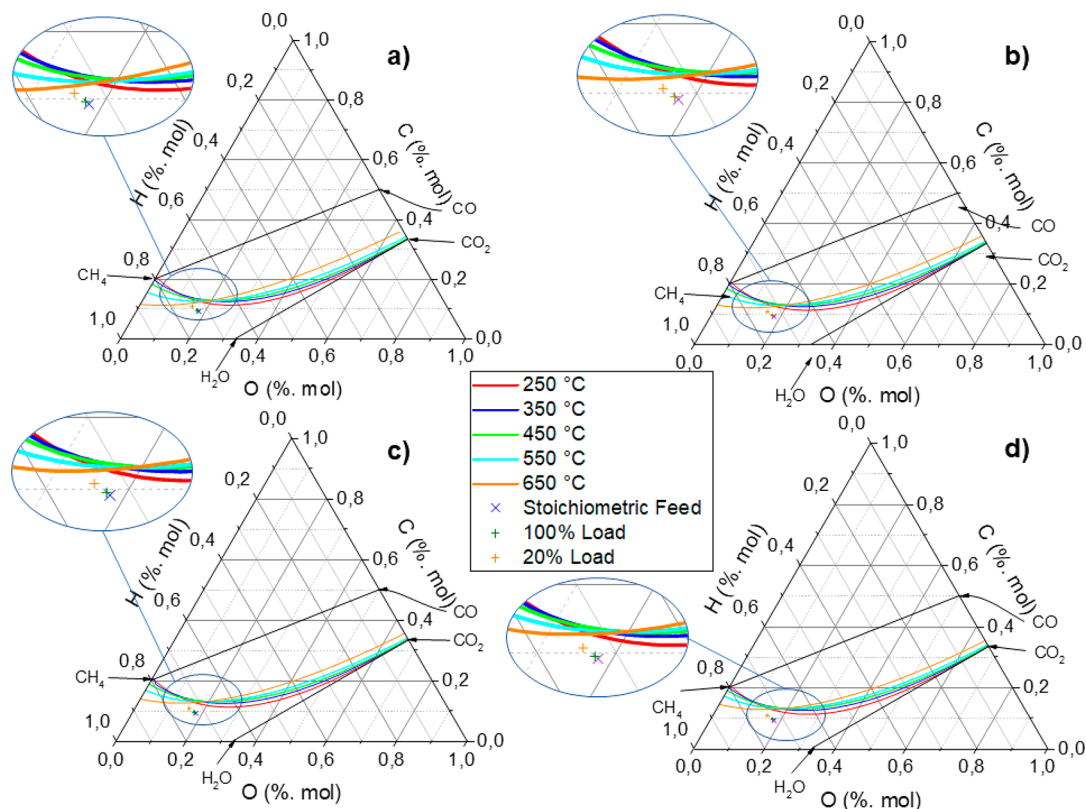 a)
0,0
1,0
0,2
0,8
0,4
0,6
H (%. mol)
C (%. mol)
0,6
0,4
CO
0,8
CO2
CH4
0,2
1,0
0,0
0,0
0,2
0,4
0,6
0,8
1,0
H2O
O (%. mol)
b)
0,0
1,0
0,2
0,8
0,4
0,6
H (%. mol)
C (%. mol)
0,6
0,4
CO
0,8
CO2
CH4
0,2
1,0
0,0
0,0
0,2
0,4
0,6
0,8
1,0
H2O
O (%. mol)
250 °C
350 °C
450 °C
550 °C
650 °C
Stoichiometric Feed
100% Load
20% Load
c)
0,0
1,0
0,2
0,8
0,4
0,6
H (%. mol)
C (%. mol)
0,6
0,4
CO
0,8
CO2
CH4
0,2
1,0
0,0
0,0
0,2
0,4
0,6
0,8
1,0
H2O
O (%. mol)
d)
0,0
1,0
0,2
0,8
0,4
0,6
H (%. mol)
C (%. mol)
0,6
0,4
CO
0,8
CO2
CH4
0,2
1,0
0,0
0,0
0,2
0,4
0,6
0,8
1,0
H2O
O (%. mol)